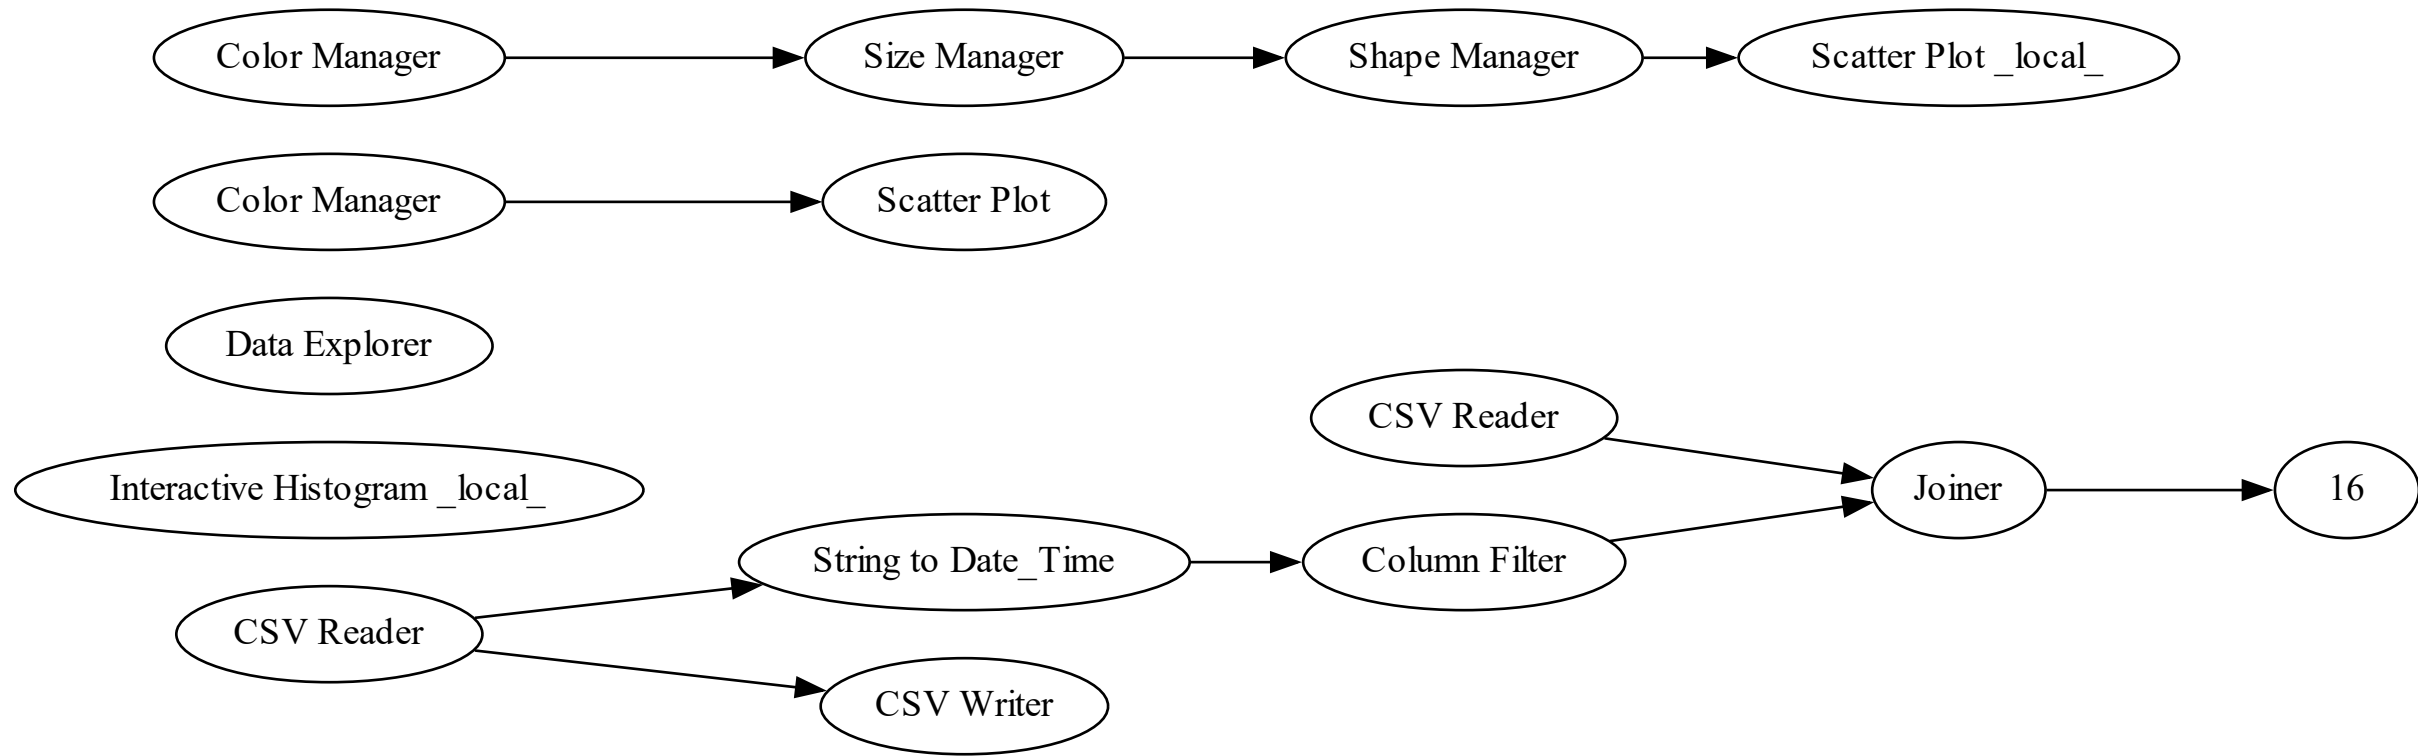 Color Manager
Size Manager
Shape Manager
Scatter Plot _local_
Color Manager
Scatter Plot
Data Explorer
CSV Reader
Interactive Histogram _local_
Joiner
16
String to Date_Time
Column Filter
CSV Reader
CSV Writer